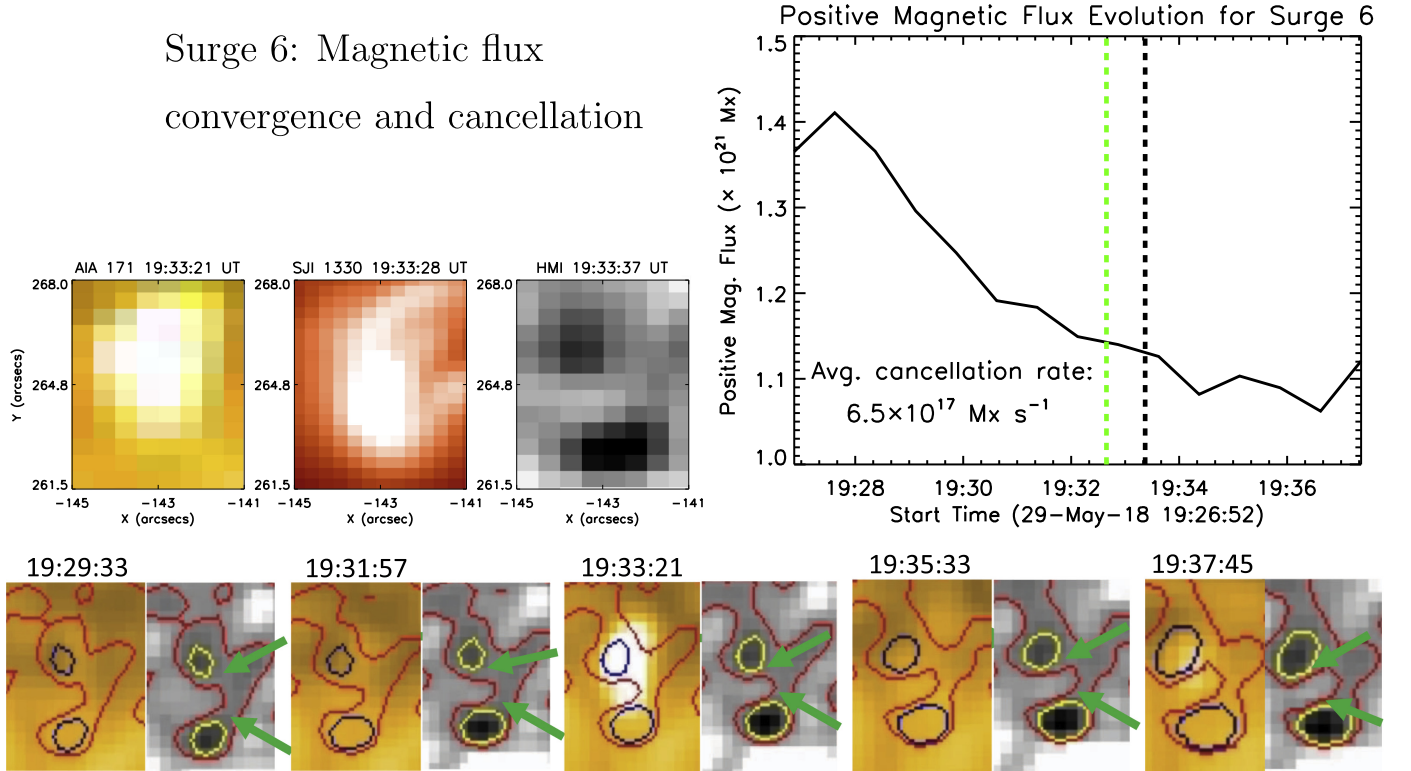 Surge 6: Magnetic flux
convergence and cancellation
Positive Magnetic Flux Evolution for Surge 6
Positive Mag. Flux (× 10²¹ Mx)
1.5
1.4
1.3
1.2
1.1
1.0
Avg. cancellation rate:
6.5×10¹⁷ Mx s⁻¹
19:28 19:30 19:32 19:34 19:36
Start Time (29-May-18 19:26:52)
AIA 171 19:33:21 UT
Y (arcsecs)
268.0
264.8
261.5
-145 -143 -141
X (arcsecs)
SJI 1330 19:33:28 UT
268.0
264.8
261.5
-145 -143 -141
X (arcsec)
HMI 19:33:37 UT
268.0
264.8
261.5
-145 -143 -141
X (arcsecs)
19:29:33
19:31:57
19:33:21
19:35:33
19:37:45